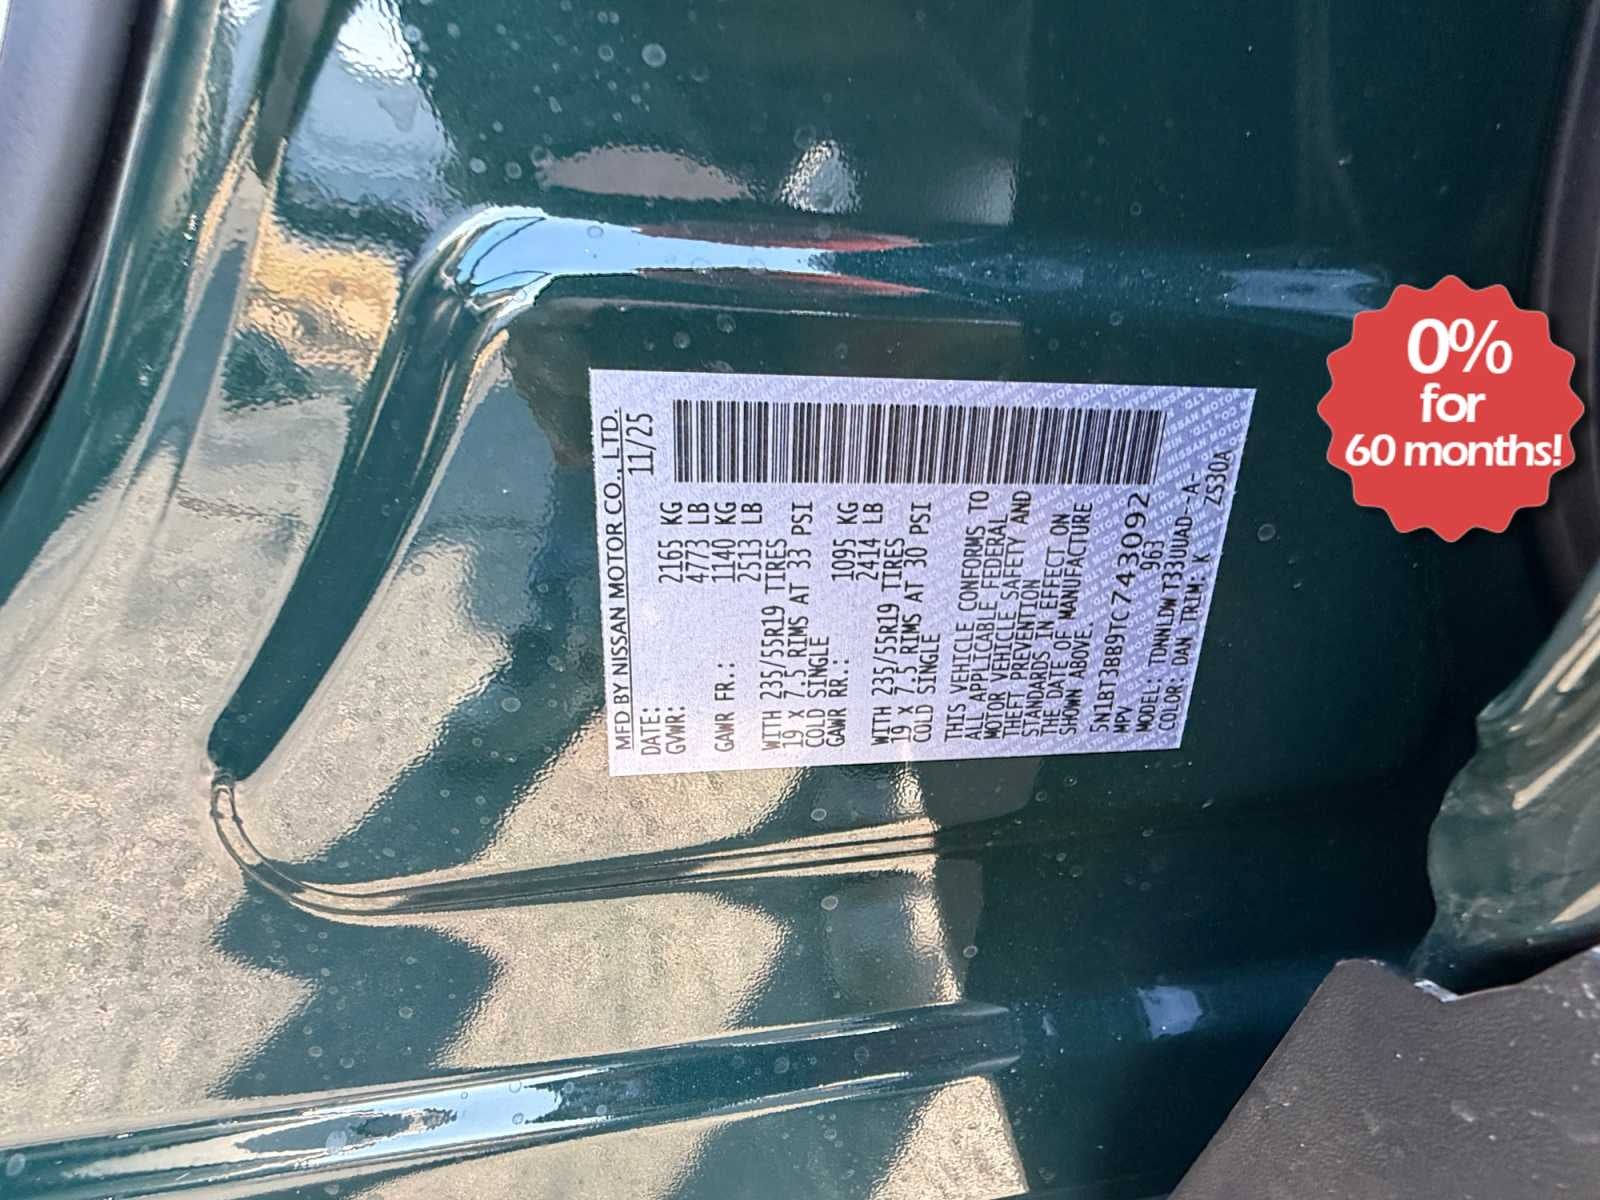 MFD BY NISSAN MOTOR CO., LTD.
DATE: 11/25
GVWR: 2165 KG
4773 LB
GAWR FR.: 1140 KG
2513 LB
WITH 235/55R19 TIRES
19 X 7.5 RIMS AT 33 PSI
COLD SINGLE
GAWR RR.: 1095 KG
2414 LB
WITH 235/55R19 TIRES
19 X 7.5 RIMS AT 30 PSI
COLD SINGLE
THIS VEHICLE CONFORMS TO
ALL APPLICABLE FEDERAL
MOTOR VEHICLE SAFETY AND
THEFT PREVENTION
STANDARDS IN EFFECT ON
THE DATE OF MANUFACTURE
SHOWN ABOVE.
5N1BT3BB9TC743092
MPV 963
MODEL: TDMNLDW T33UUAD--A-
COLOR: DAN TRIM: K ZS30A
0%
for
60 months!